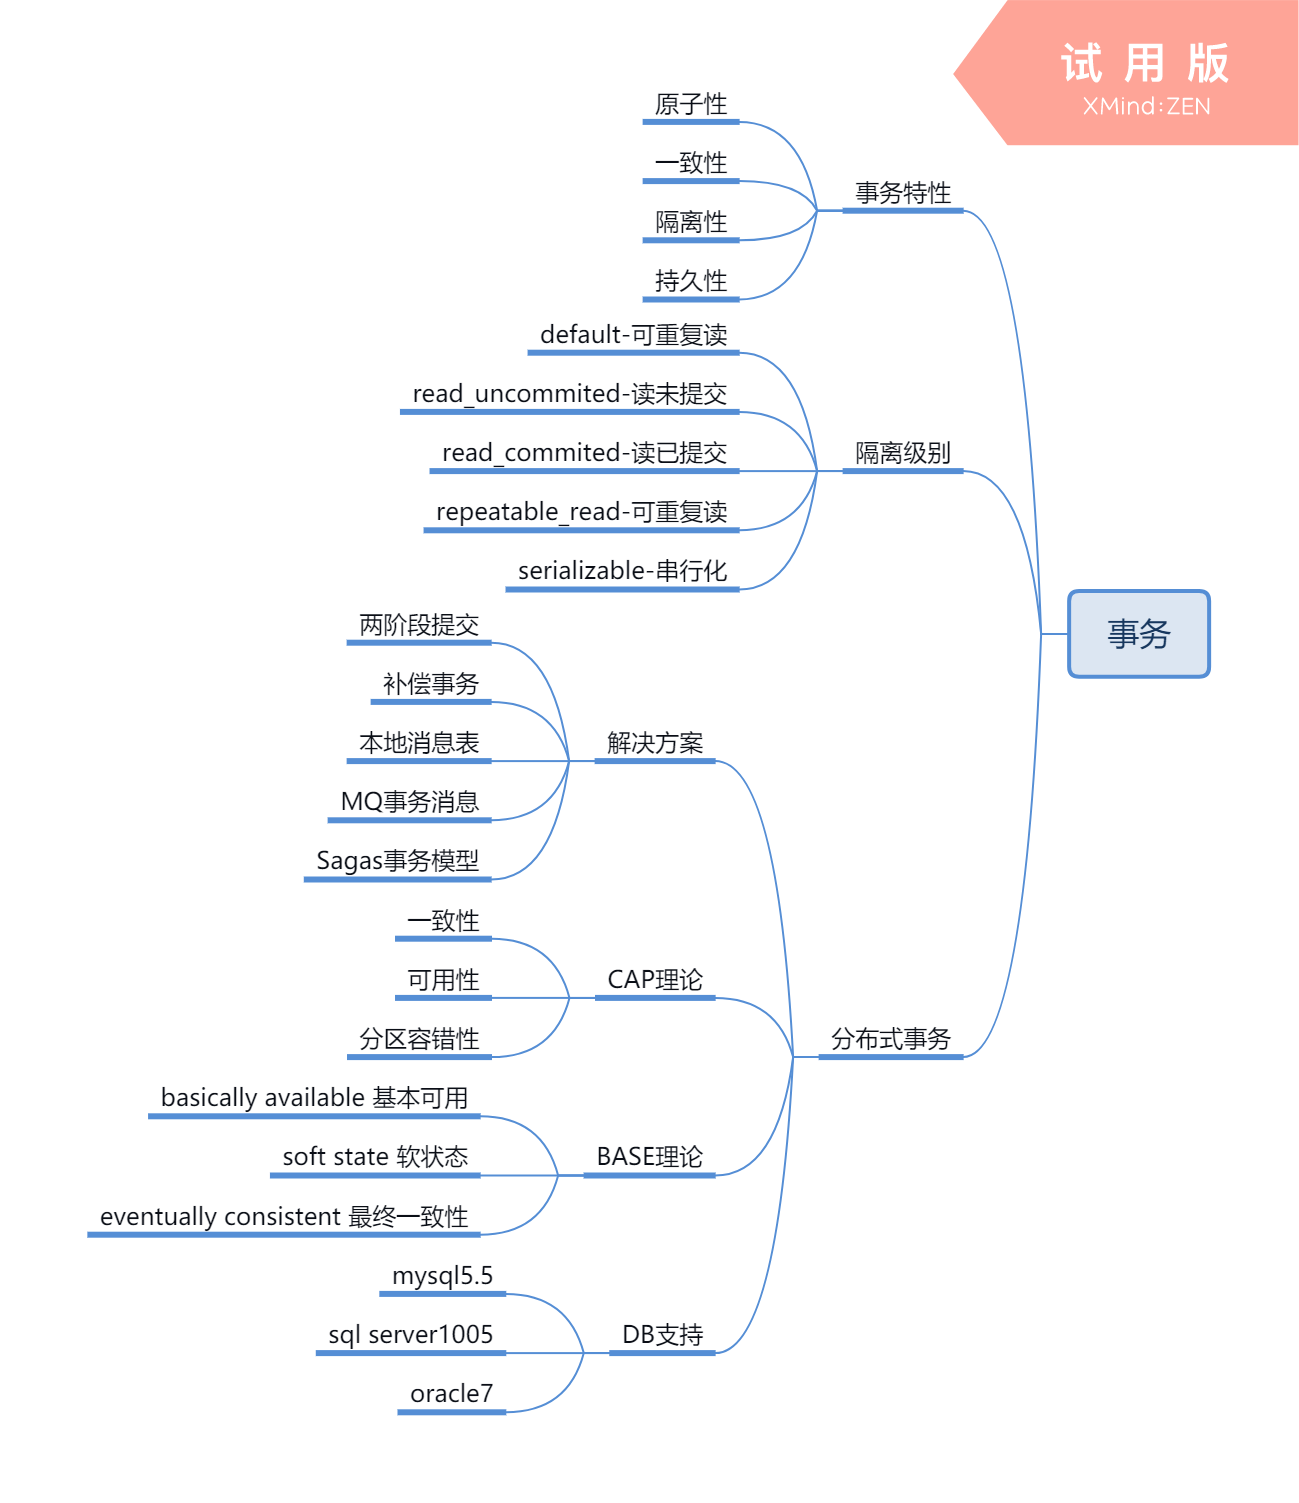 试用版
XMind:ZEN
原子性
一致性
事务特性
隔离性
持久性
default-可重复读
read_uncommited-读未提交
read_commited-读已提交
隔离级别
repeatable_read-可重复读
serializable-串行化
事务
两阶段提交
补偿事务
本地消息表
解决方案
MQ事务消息
Sagas事务模型
一致性
可用性
CAP理论
分区容错性
分布式事务
basically available 基本可用
soft state 软状态
BASE理论
eventually consistent 最终一致性
mysql5.5
sql server1005
DB支持
oracle7